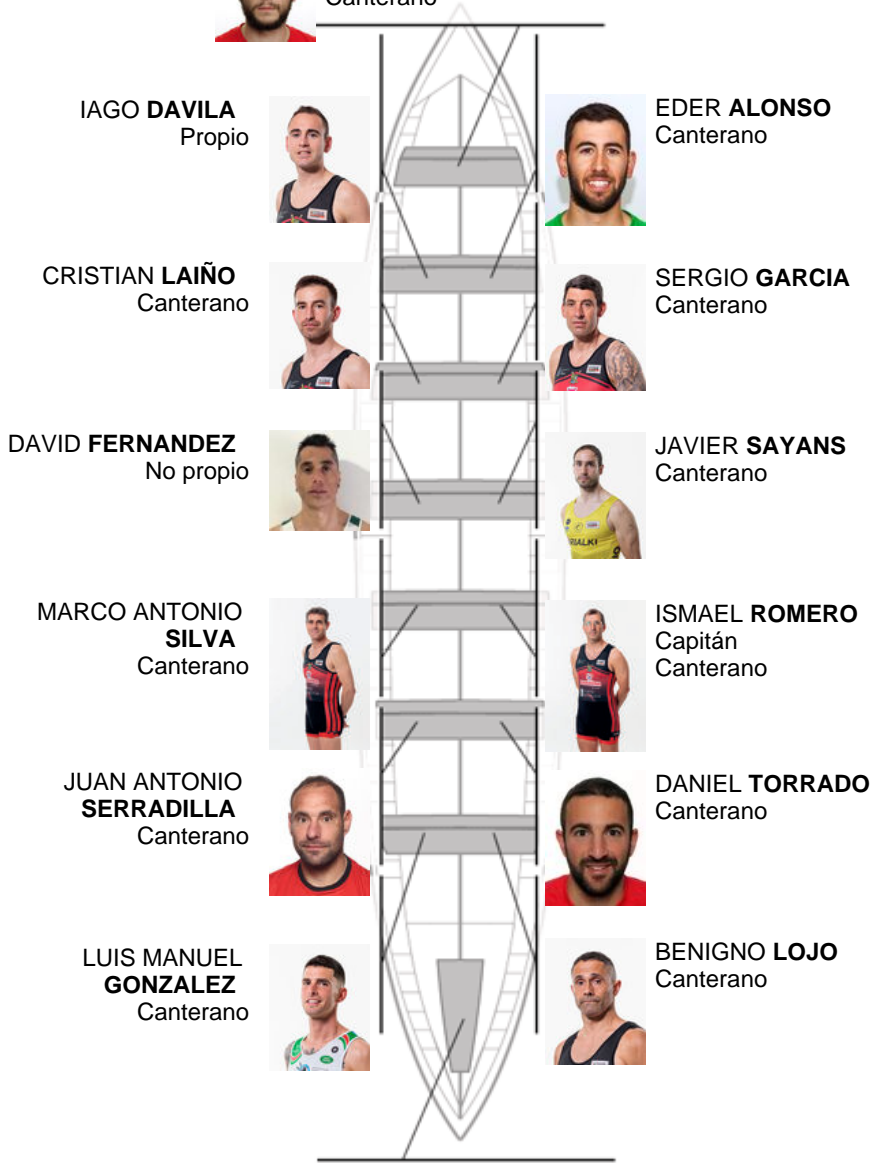 Canterano
IAGO DAVILA
Propio
EDER ALONSO
Canterano
CRISTIAN LAIÑO
Canterano
SERGIO GARCIA
Canterano
DAVID FERNANDEZ
No propio
JAVIER SAYANS
Canterano
MARCO ANTONIO
SILVA
Canterano
ISMAEL ROMERO
Capitán
Canterano
JUAN ANTONIO
SERRADILLA
Canterano
DANIEL TORRADO
Canterano
LUIS MANUEL
GONZALEZ
Canterano
BENIGNO LOJO
Canterano